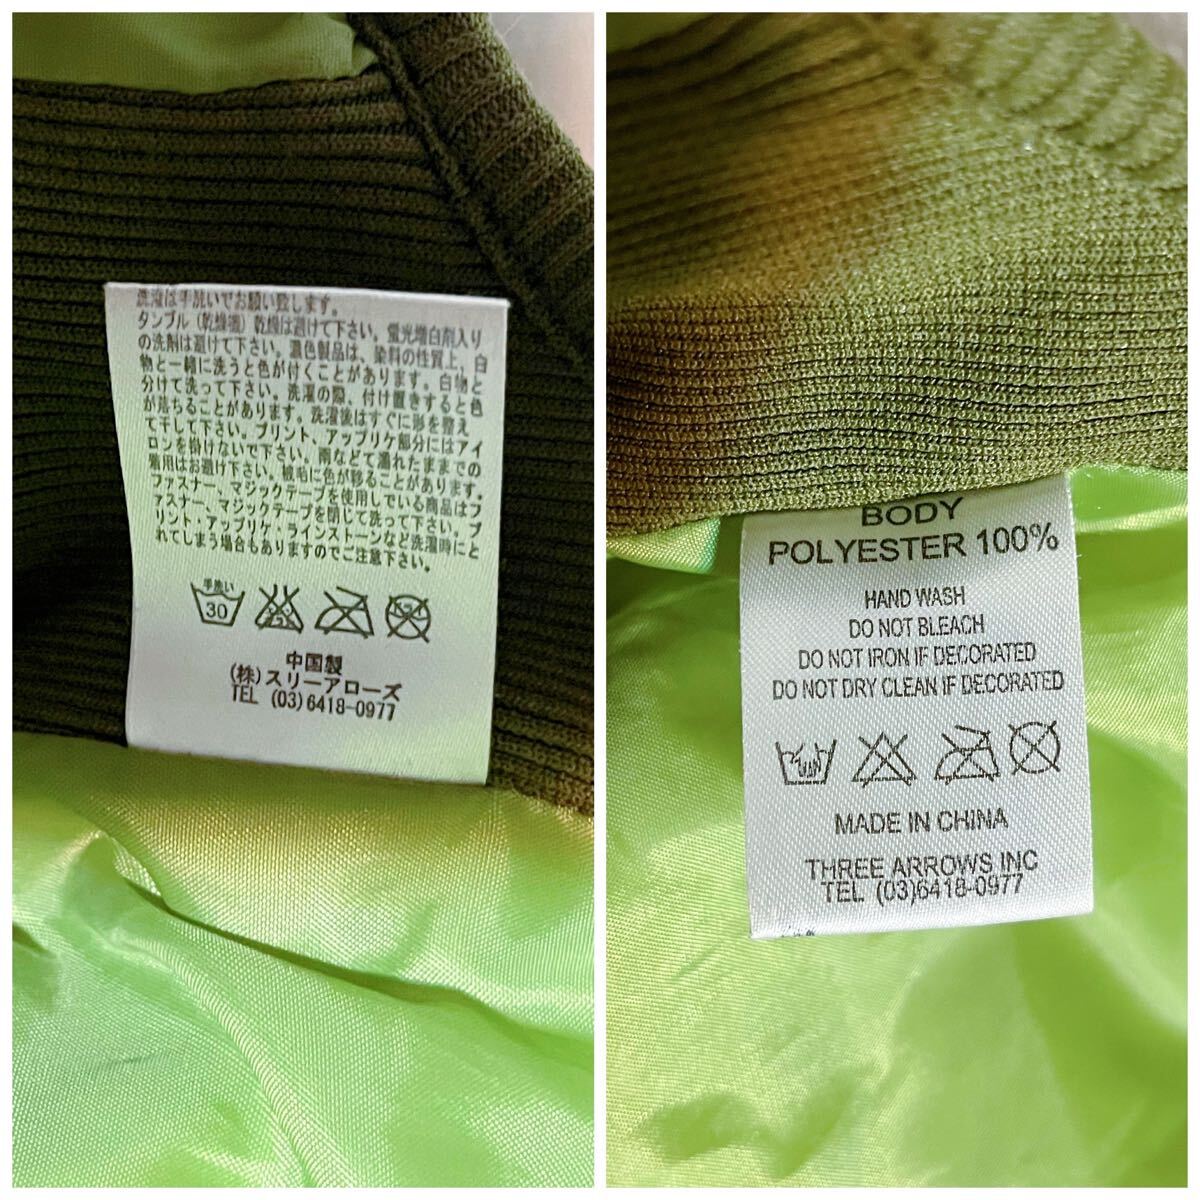 洗濯は手洗いでお願い致します。
タンブル(乾燥機)乾燥は避けて下さい。蛍光増白剤入り
の洗剤は避けて下さい。濃色製品は、染料の性質上、白
物と一緒に洗うと色が付くことがあります。白物と色
分けて洗って下さい。洗濯の際、付け置きすると色
が落ちることがあります。洗濯後はすぐに形を整え
て干して下さい。プリント、アップリケ部分にはアイ
ロンを掛けないで下さい。雨などで濡れたままでの
着用はお避け下さい。被毛に色が移ることがあります。
ファスナー、マジックテープを使用している商品はフ
ァスナー、マジックテープを閉じて洗って下さい。プ
リント・アップリケ・ラインストーンなど洗濯時にと
れてしまう場合もありますのでご注意下さい。
手洗い
30
中国製
(株)スリーアローズ
TEL (03)6418-0977
BODY
POLYESTER 100%
HAND WASH
DO NOT BLEACH
DO NOT IRON IF DECORATED
DO NOT DRY CLEAN IF DECORATED
MADE IN CHINA
THREE ARROWS INC
TEL (03)6418-0977